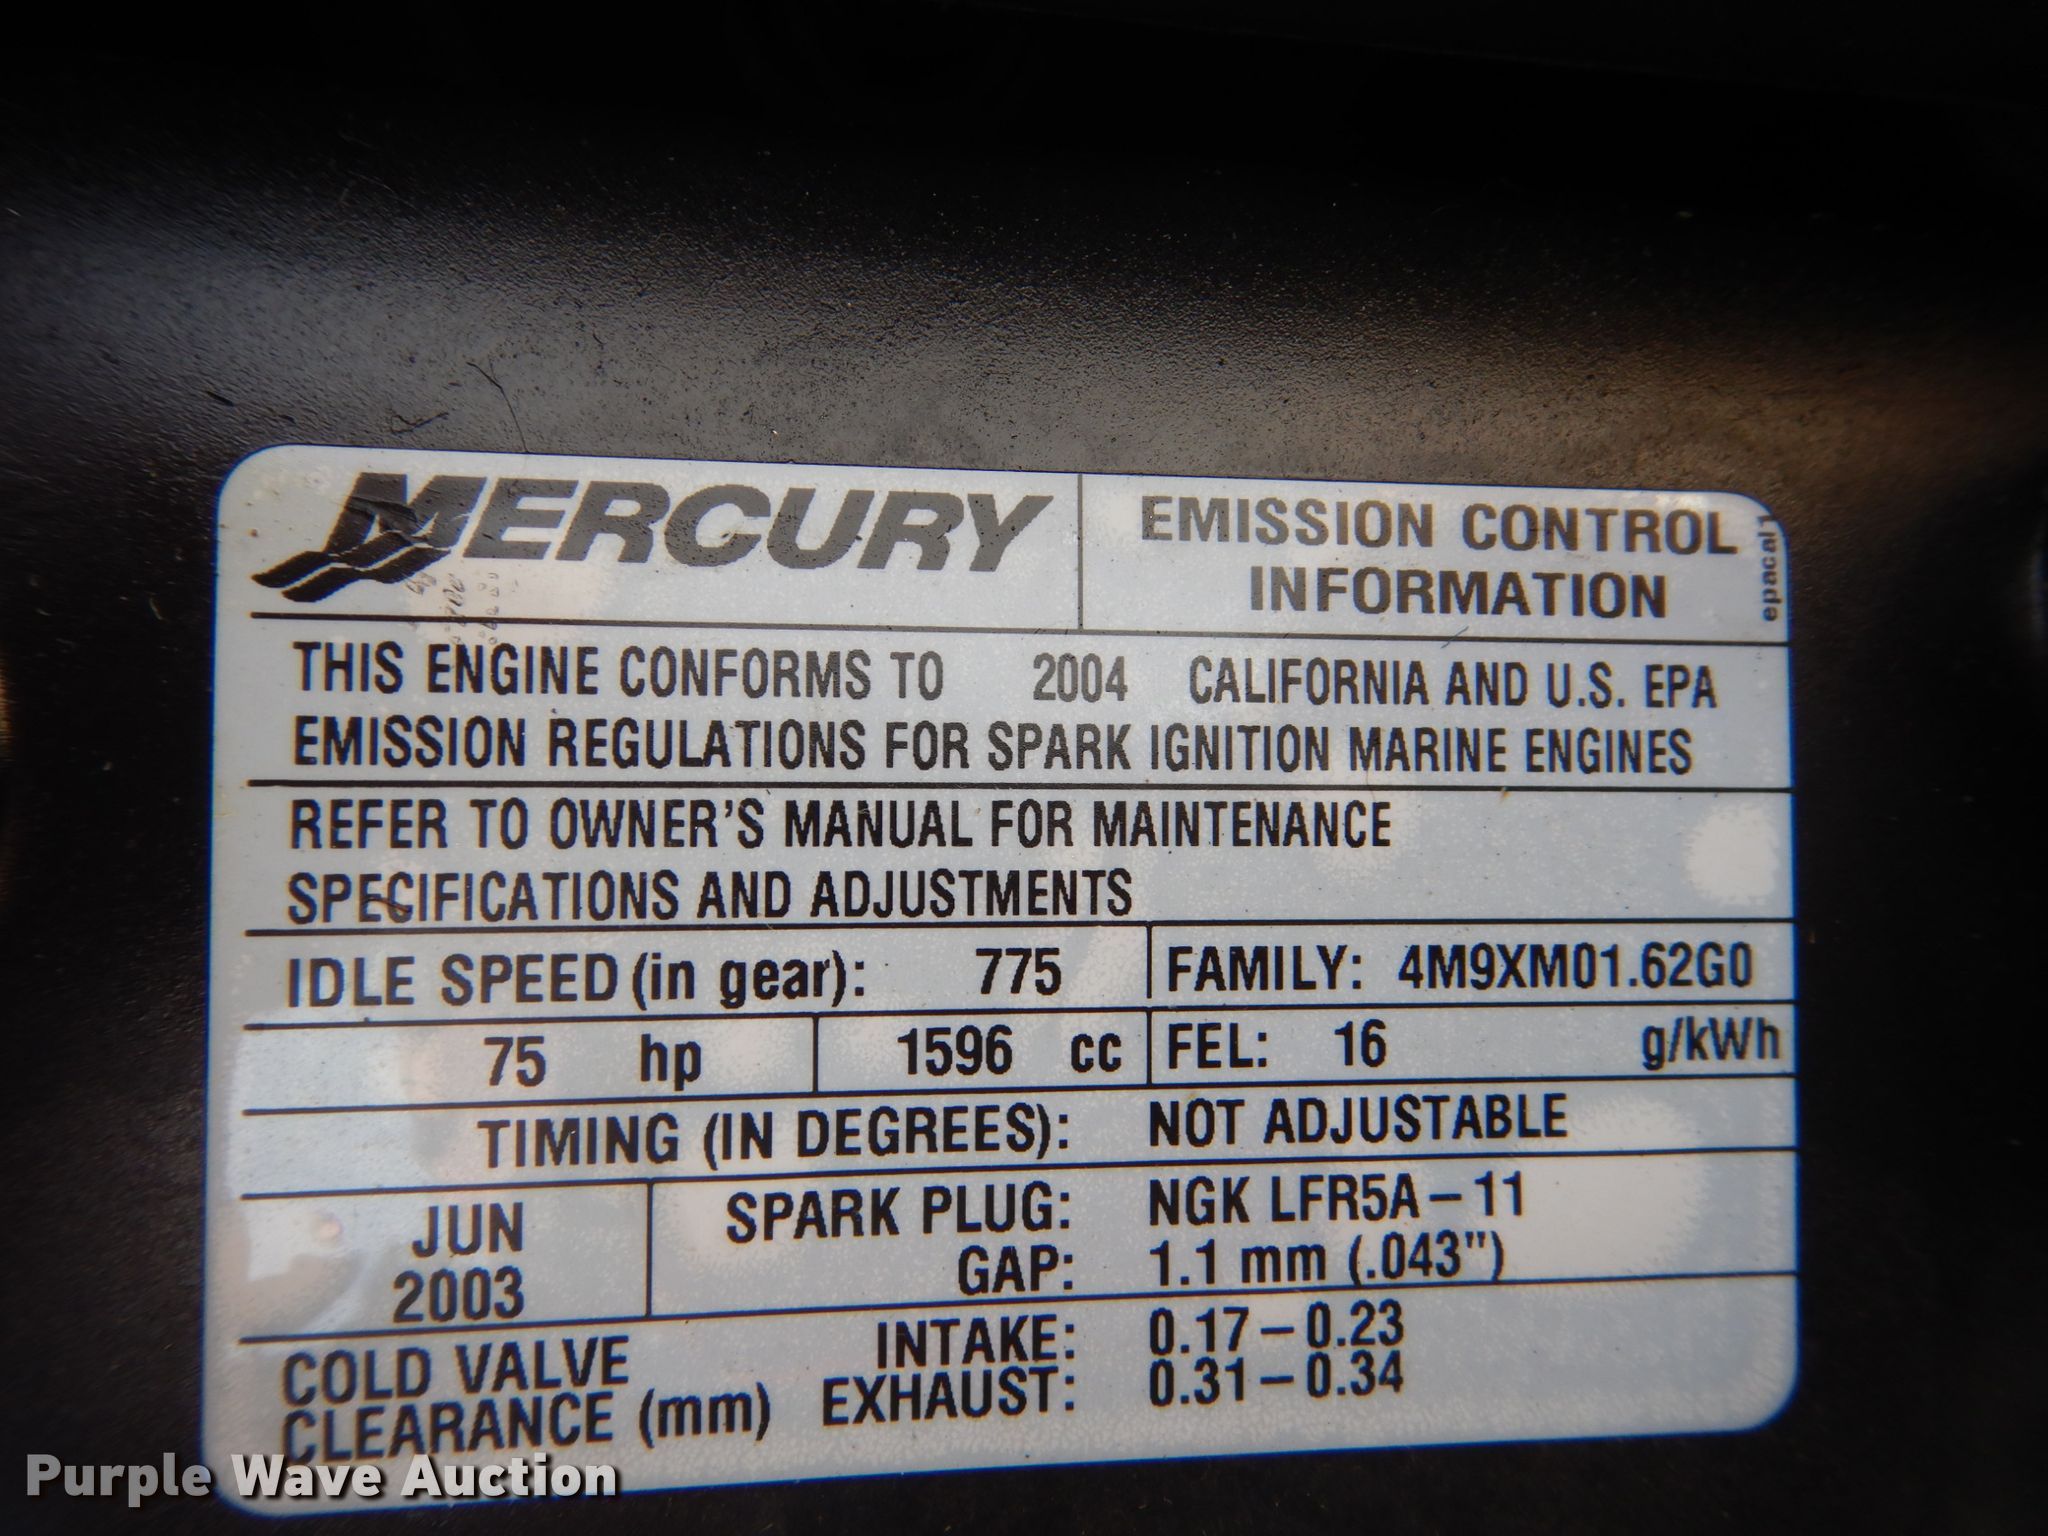 MERCURY
EMISSION CONTROL
INFORMATION
epacal1
THIS ENGINE CONFORMS TO 2004 CALIFORNIA AND U.S. EPA
EMISSION REGULATIONS FOR SPARK IGNITION MARINE ENGINES
REFER TO OWNER'S MANUAL FOR MAINTENANCE
SPECIFICATIONS AND ADJUSTMENTS
IDLE SPEED (in gear): 775 FAMILY: 4M9XM01.62G0
75 hp 1596 cc FEL: 16 g/kWh
TIMING (IN DEGREES): NOT ADJUSTABLE
JUN
2003
SPARK PLUG: NGK LFR5A-11
GAP: 1.1 mm (.043")
COLD VALVE
CLEARANCE (mm)
INTAKE: 0.17-0.23
EXHAUST: 0.31-0.34
Purple Wave Auction